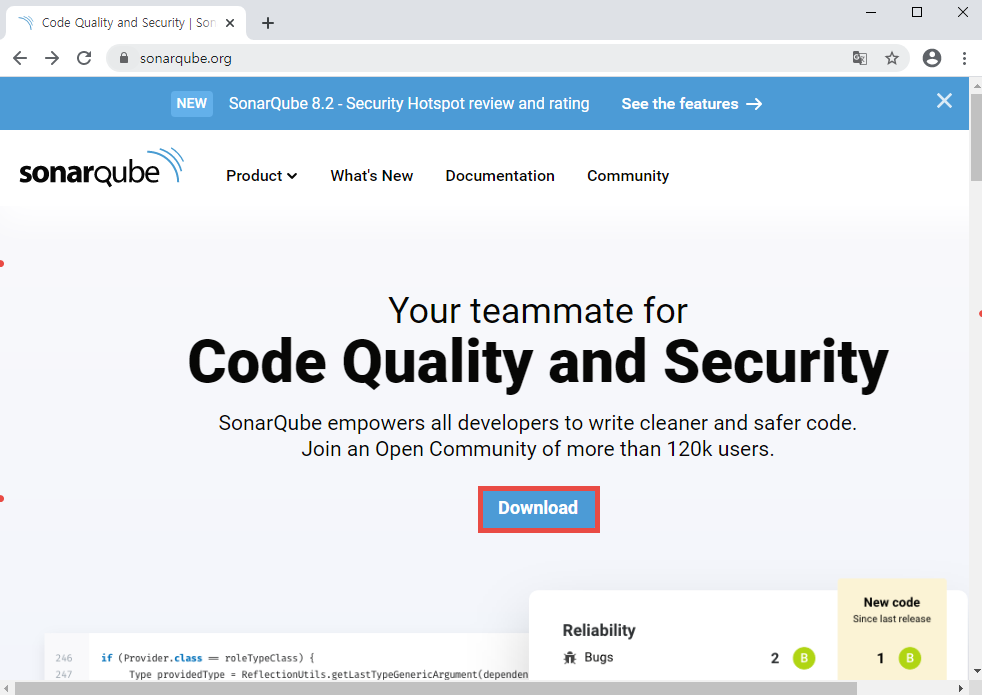 Code Quality and Security | Son
sonarqube.org
NEW SonarQube 8.2 - Security Hotspot review and rating See the features →
sonarqube Product What's New Documentation Community
Your teammate for
Code Quality and Security
SonarQube empowers all developers to write cleaner and safer code.
Join an Open Community of more than 120k users.
Download
New code
Since last release
Reliability
Bugs 2 B 1 B
246 if (Provider.class == roleTypeClass) {
247 Type providedType = ReflectionUtils.getLastTypeGenericArgument(dependen